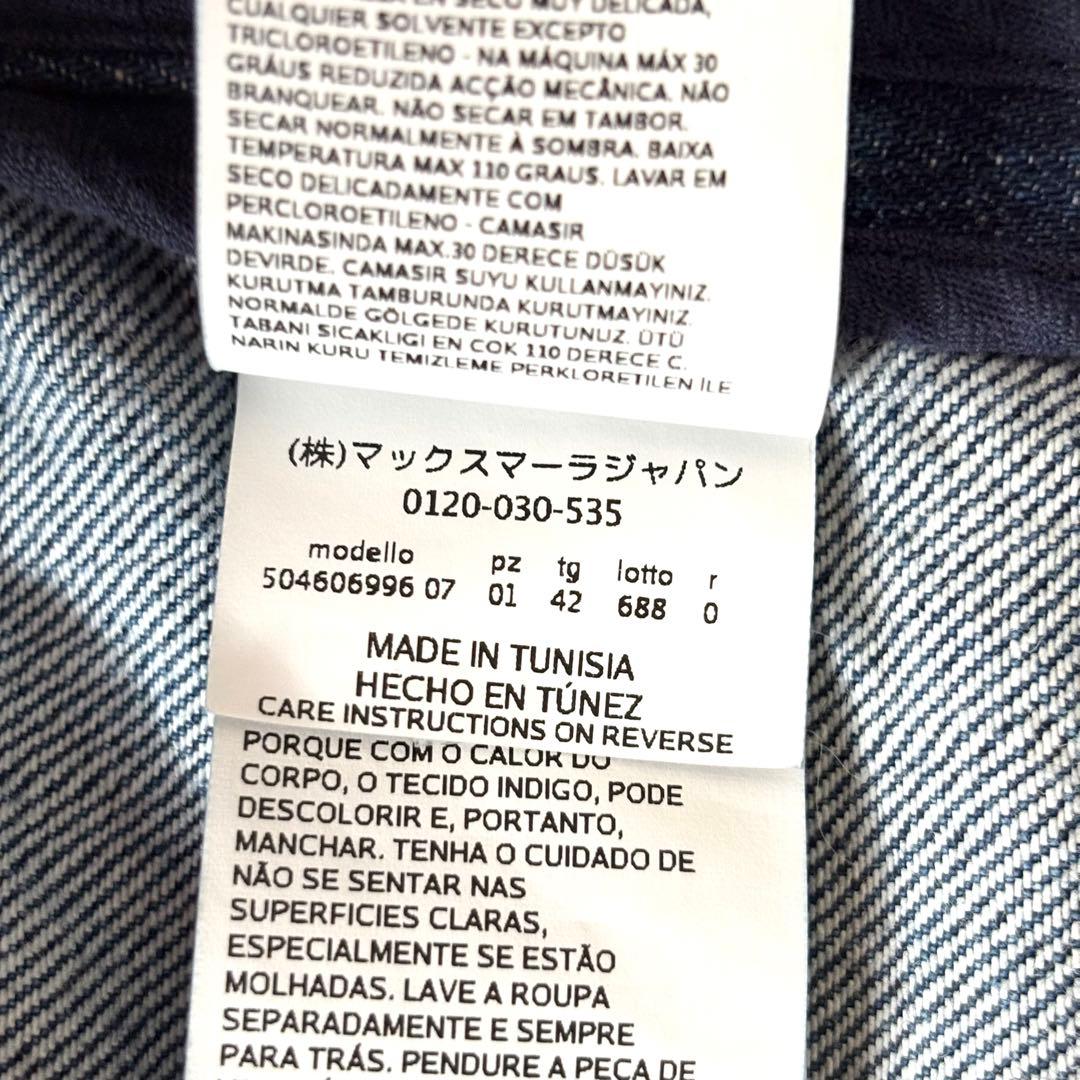 MUY DELICADA,
CUALQUIER SOLVENTE EXCEPTO
TRICLOROETILENO - NA MÁQUINA MÁX 30
GRÁUS REDUZIDA ACÇÃO MECÂNICA. NÃO
BRANQUEAR. NÃO SECAR EM TAMBOR.
SECAR NORMALMENTE À SOMBRA. BAIXA
TEMPERATURA MAX 110 GRAUS. LAVAR EM
SECO DELICADAMENTE COM
PERCLOROETILENO - CAMASIR
MAKINASINDA MAX.30 DERECE DÜSÜK
DEVIRDE. CAMASIR SUYU KULLANMAYINIZ.
KURUTMA TAMBURUNDA KURUTMAYINIZ.
NORMALDE GÖLGEDE KURUTUNUZ. ÜTÜ
TABANI SICAKLIGI EN COK 110 DERECE C.
NARIN KURU TEMIZLEME PERKLORETILEN İLE
(株)マックスマーラジャパン
0120-030-535
modello pz tg lotto r
504606996 07 01 42 688 0
MADE IN TUNISIA
HECHO EN TÚNEZ
CARE INSTRUCTIONS ON REVERSE
PORQUE COM O CALOR DO
CORPO, O TECIDO INDIGO, PODE
DESCOLORIR E, PORTANTO,
MANCHAR. TENHA O CUIDADO DE
NÃO SE SENTAR NAS
SUPERFICIES CLARAS,
ESPECIALMENTE SE ESTÃO
MOLHADAS. LAVE A ROUPA
SEPARADAMENTE E SEMPRE
PARA TRÁS. PENDURE A PEÇA DE